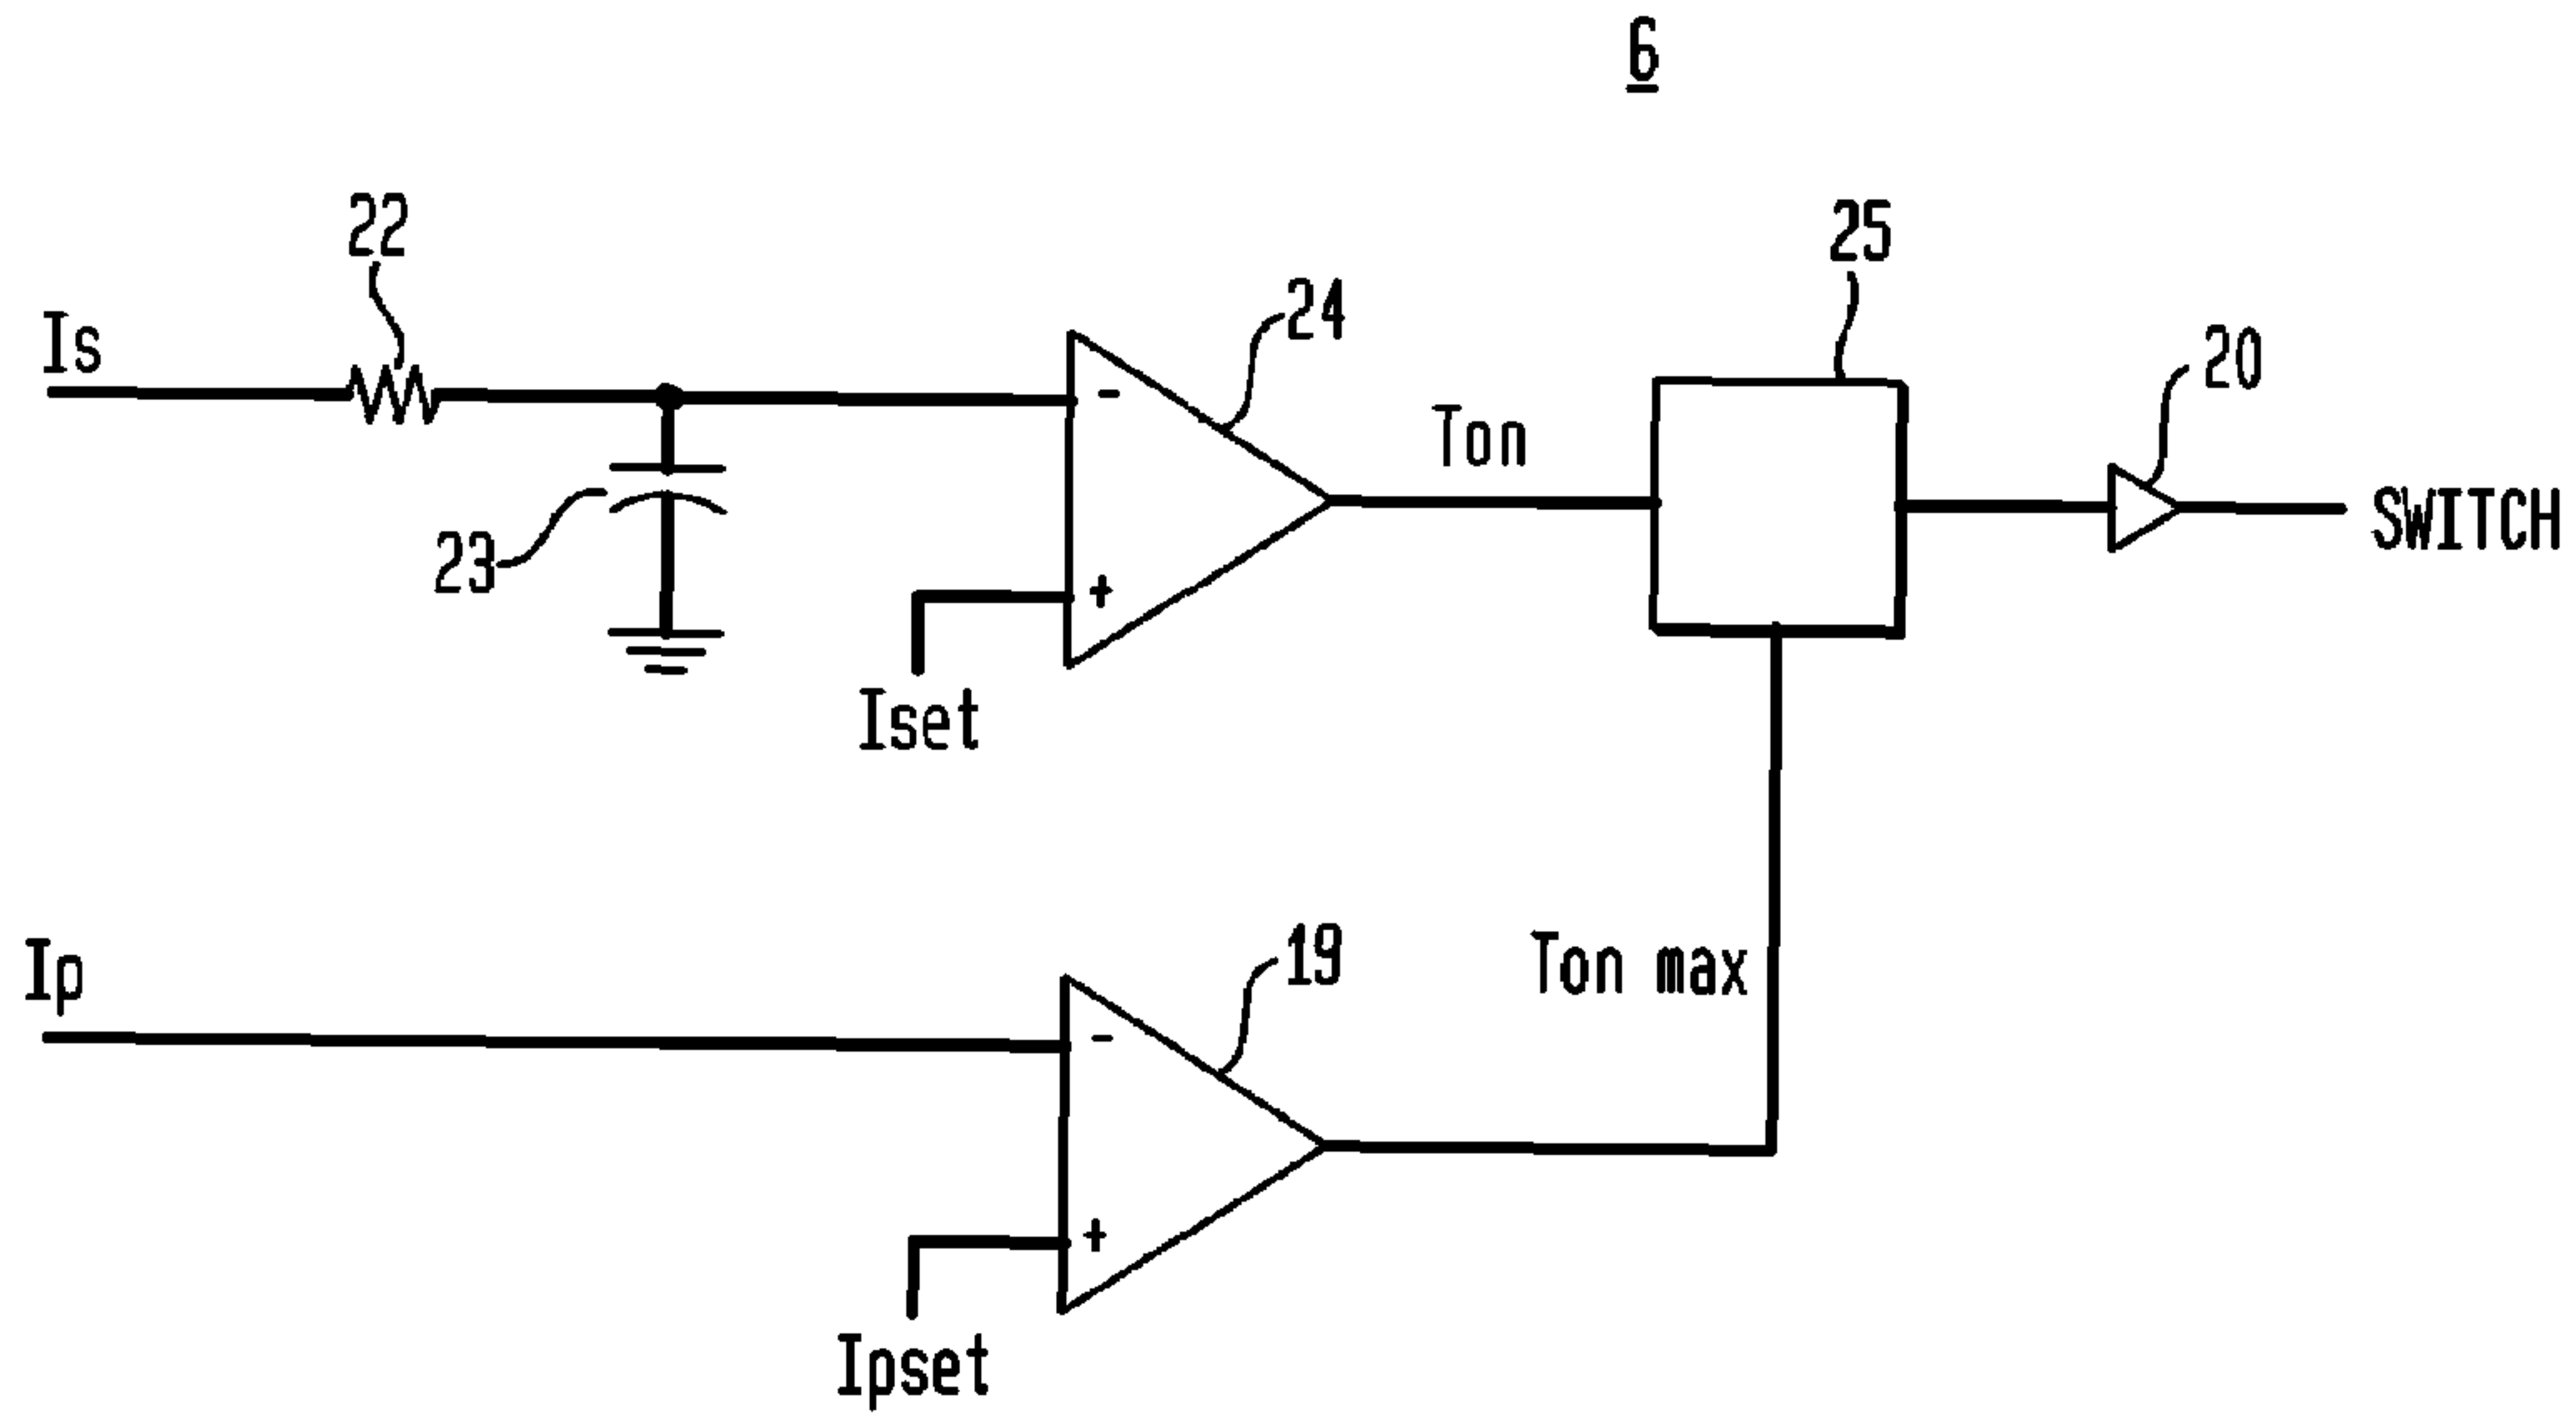 6
22
25
24
Is
20
Ton
-
SWITCH
23
+
Iset
19
Ip
Ton max
-
+
Ipset